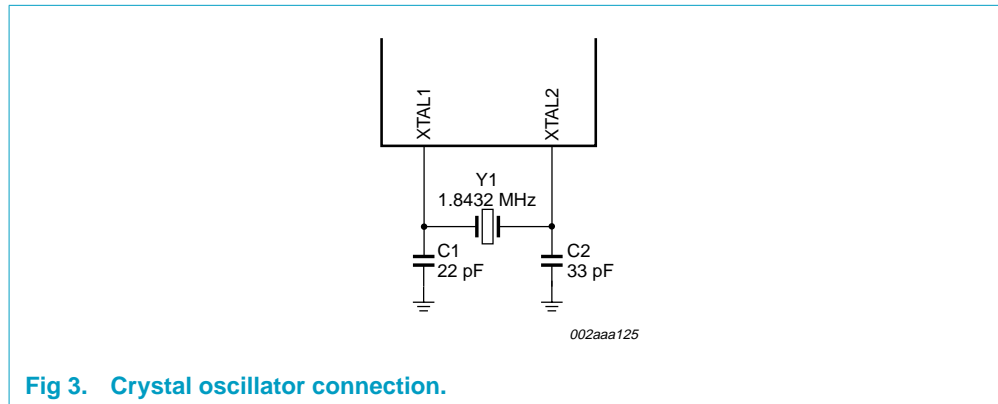 XTAL1
XTAL2
Y1
1.8432 MHz
C1
22 pF
C2
33 pF
002aaa125
Fig 3. Crystal oscillator connection.